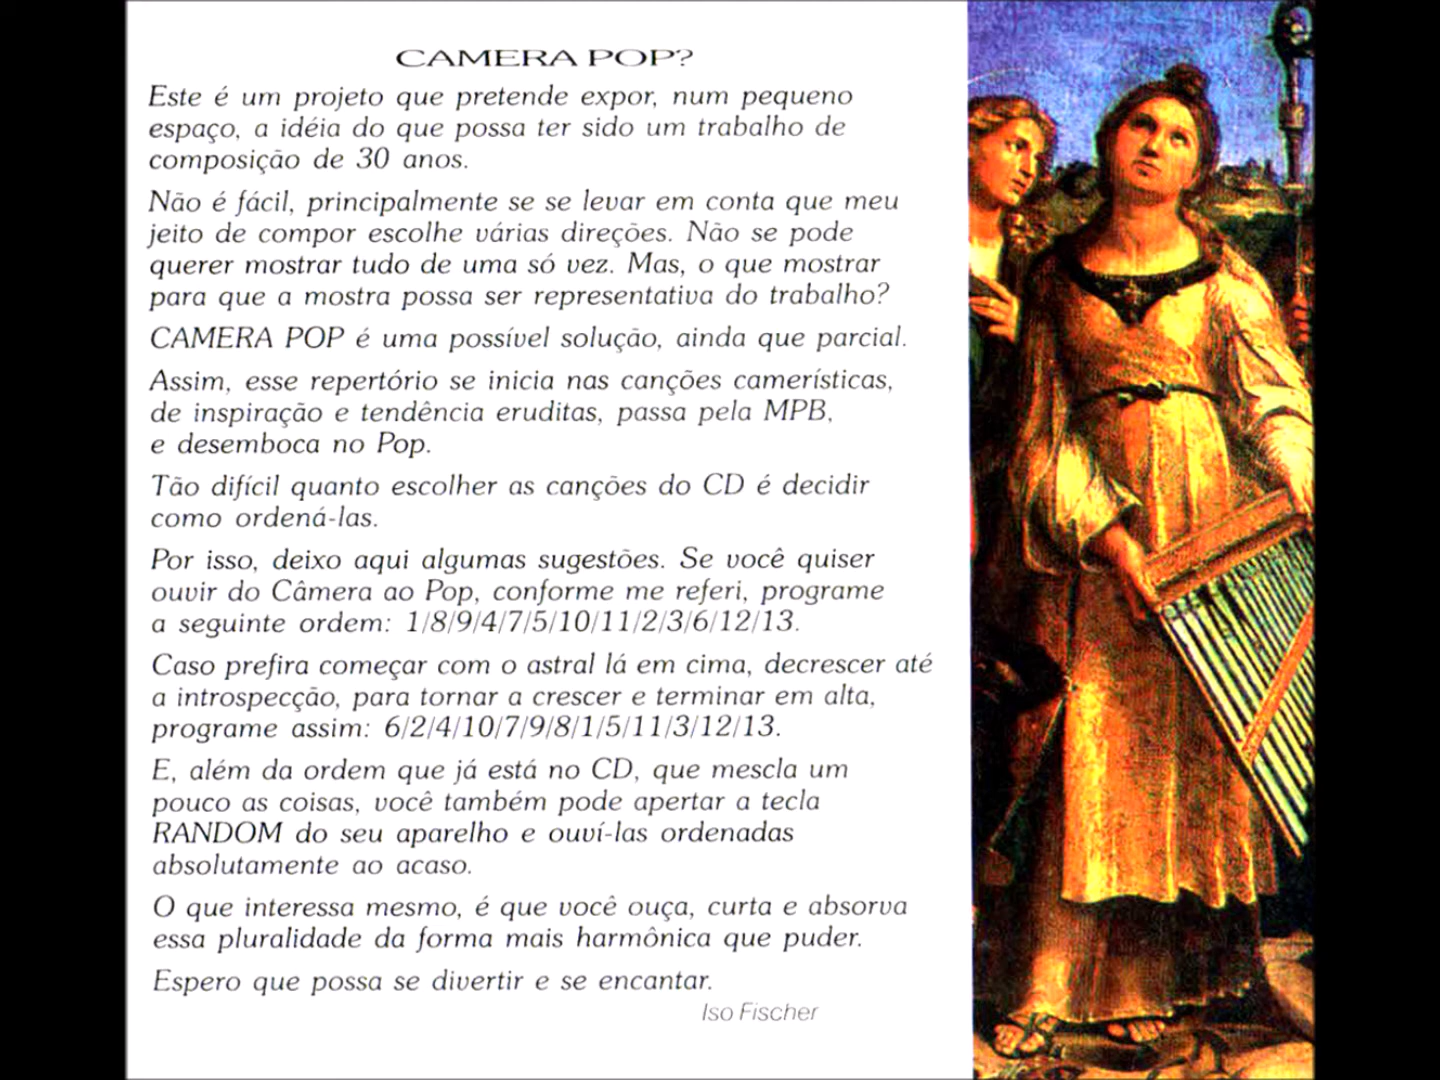 CAMERA POP?
Este é um projeto que pretende expor, num pequeno
espaço, a idéia do que possa ter sido um trabalho de
composição de 30 anos.
Não é fácil, principalmente se se levar em conta que meu
jeito de compor escolhe várias direções. Não se pode
querer mostrar tudo de uma só vez. Mas, o que mostrar
para que a mostra possa ser representativa do trabalho?
CAMERA POP é uma possível solução, ainda que parcial.
Assim, esse repertório se inicia nas canções camerísticas,
de inspiração e tendência eruditas, passa pela MPB,
e desemboca no Pop.
Tão difícil quanto escolher as canções do CD é decidir
como ordená-las.
Por isso, deixo aqui algumas sugestões. Se você quiser
ouvir do Câmera ao Pop, conforme me referi, programe
a seguinte ordem: 1/8/9/4/7/5/10/11/2/3/6/12/13.
Caso prefira começar com o astral lá em cima, decrescer até
a introspecção, para tornar a crescer e terminar em alta,
programe assim: 6/2/4/10/7/9/8/1/5/11/3/12/13.
E, além da ordem que já está no CD, que mescla um
pouco as coisas, você também pode apertar a tecla
RANDOM do seu aparelho e ouví-las ordenadas
absolutamente ao acaso.
O que interessa mesmo, é que você ouça, curta e absorva
essa pluralidade da forma mais harmônica que puder.
Espero que possa se divertir e se encantar.
Iso Fischer